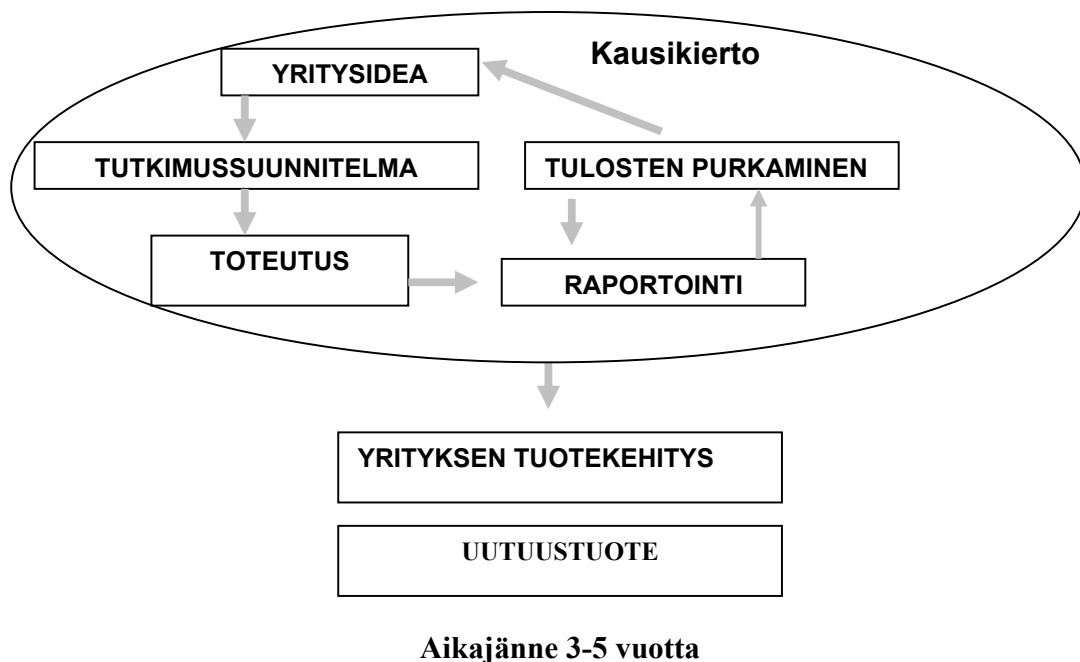 Kausikierto
YRITYSIDEA
TUTKIMUSSUUNNITELMA
TULOSTEN PURKAMINEN
TOTEUTUS
RAPORTOINTI
YRITYKSEN TUOTEKEHITYS
UUTUUSTUOTE
Aikajänne 3-5 vuotta